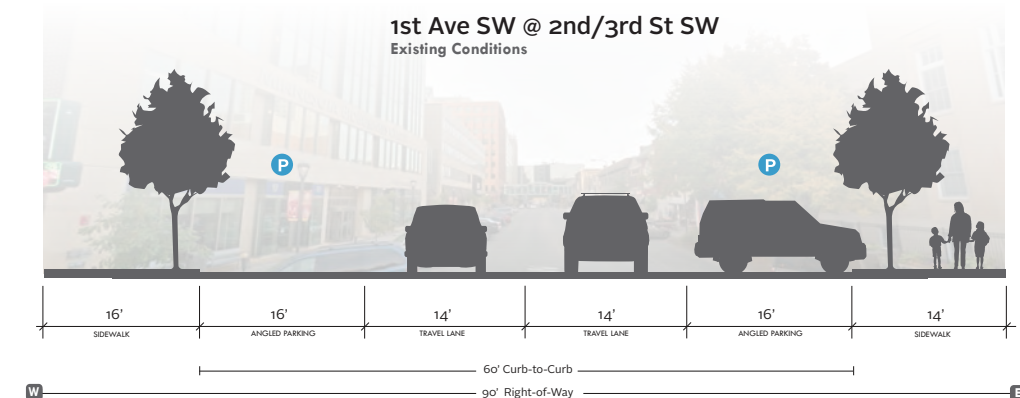 1st Ave SW @ 2nd/3rd St SW
Existing Conditions
P
P
16'
16'
14'
14'
16'
14'
SIDEWALK
ANGLED PARKING
TRAVEL LANE
TRAVEL LANE
ANGLED PARKING
SIDEWALK
60' Curb-to-Curb
W
90' Right-of-Way
E